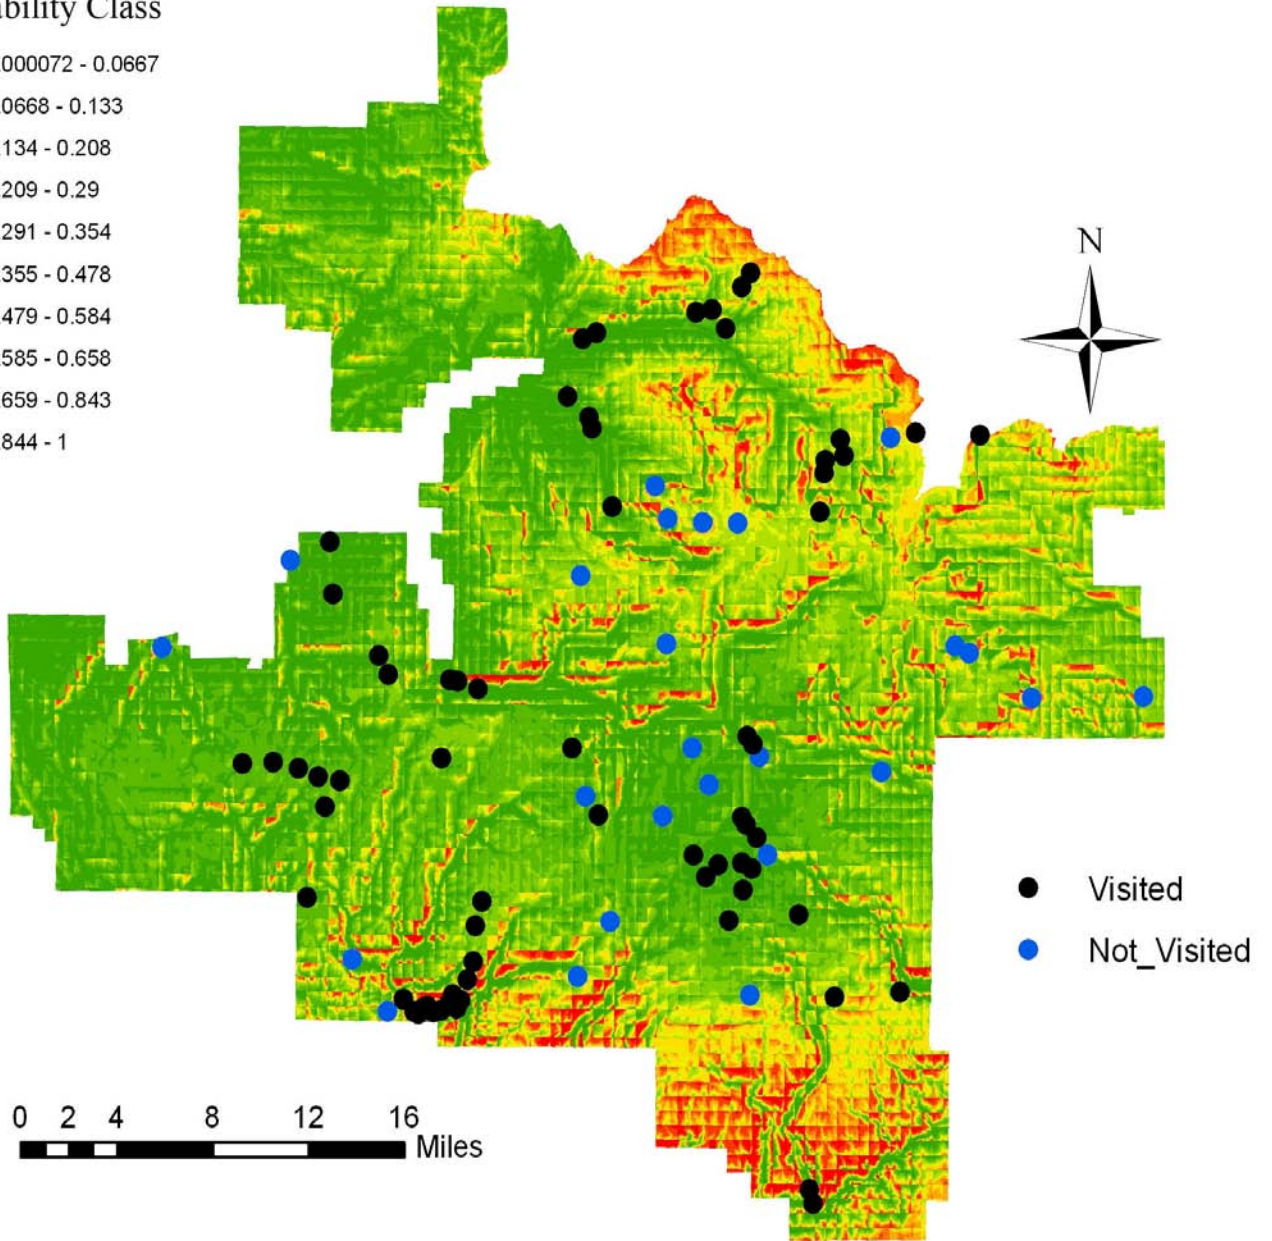 ability Class
000072 - 0.0667
0668 - 0.133
134 - 0.208
209 - 0.29
291 - 0.354
355 - 0.478
479 - 0.584
585 - 0.658
659 - 0.843
844 - 1
N
Visited
Not_Visited
0 2 4 8 12 16
Miles